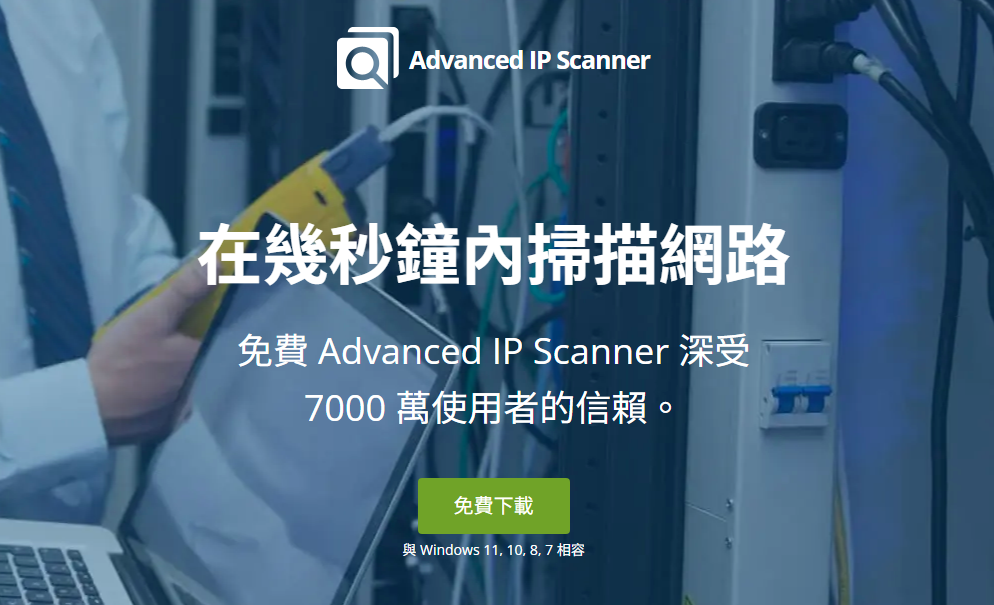 Advanced IP Scanner
在幾秒鐘內掃描網路
免費 Advanced IP Scanner 深受
7000 萬使用者的信賴。
免費下載
與 Windows 11, 10, 8, 7 相容